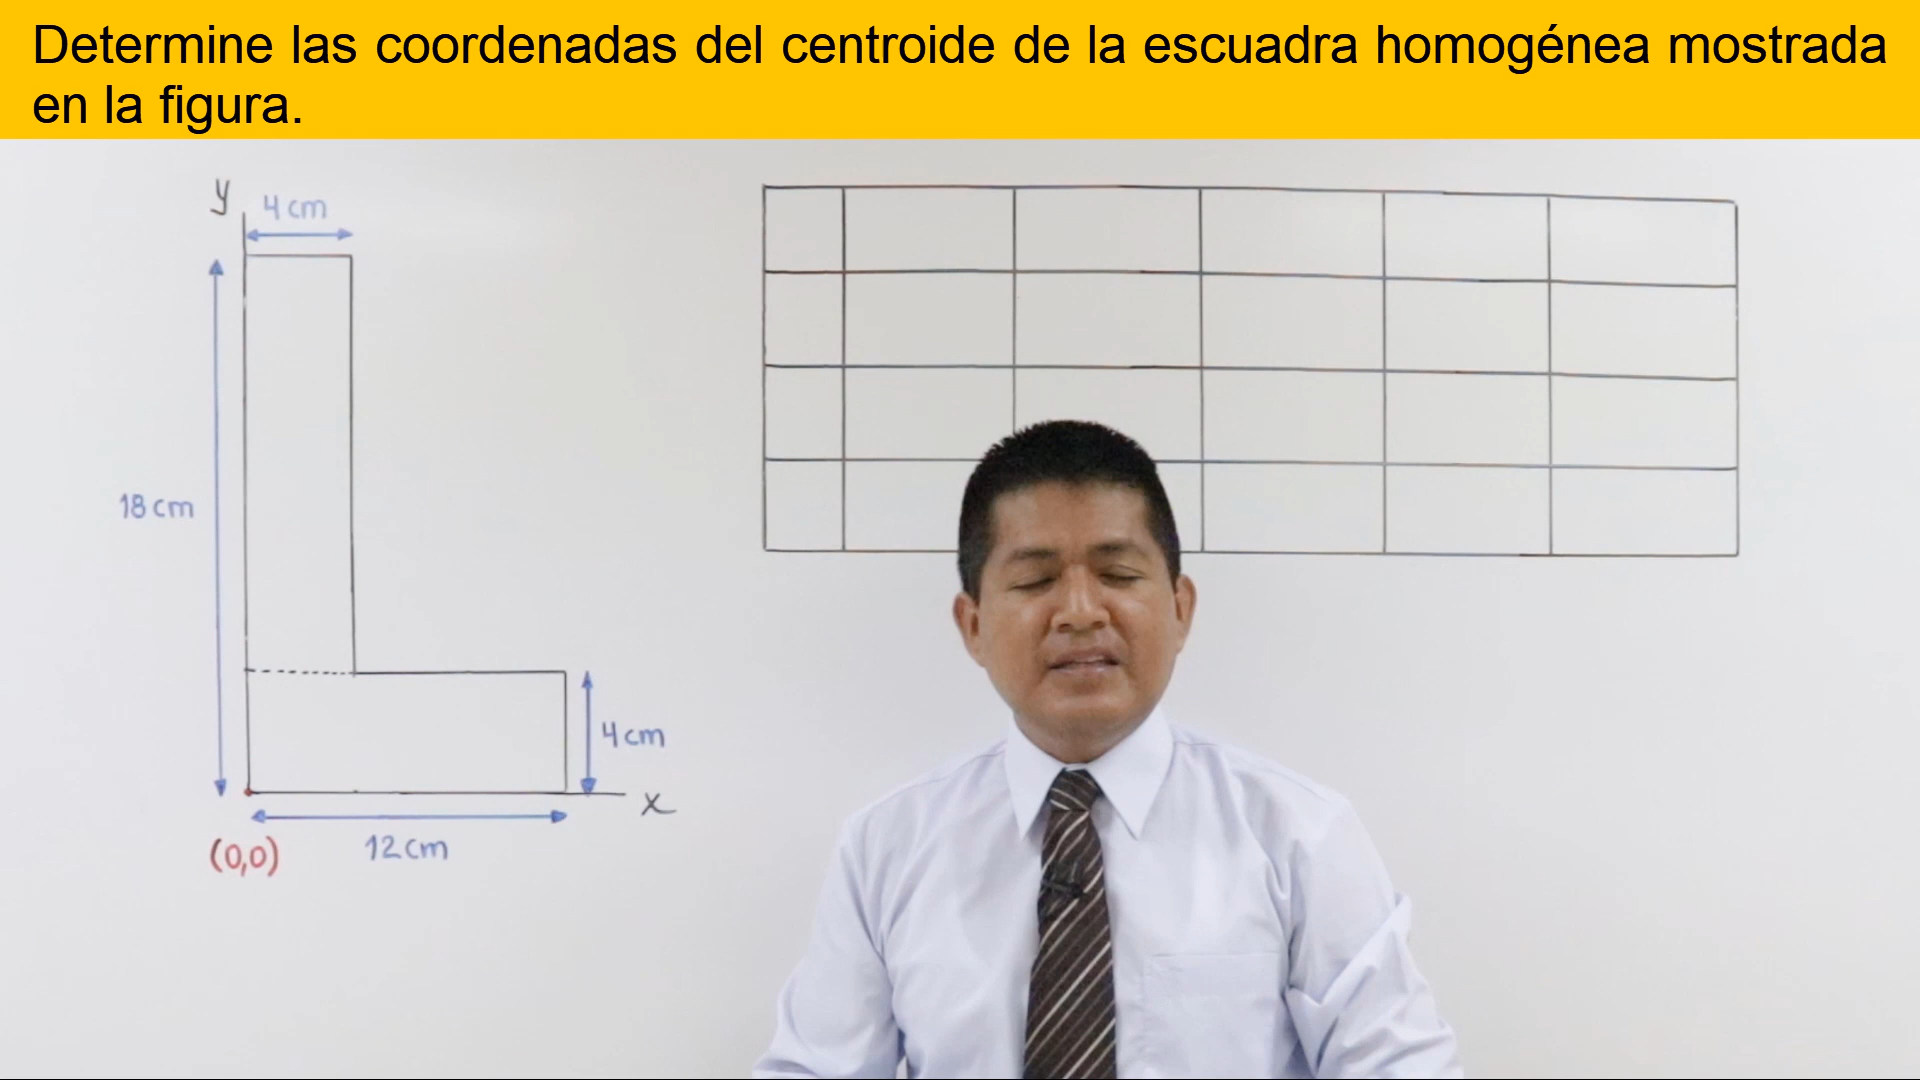 Determine las coordenadas del centroide de la escuadra homogénea mostrada
en la figura.
y
4 cm
18 cm
4 cm
x
12 cm
(0,0)